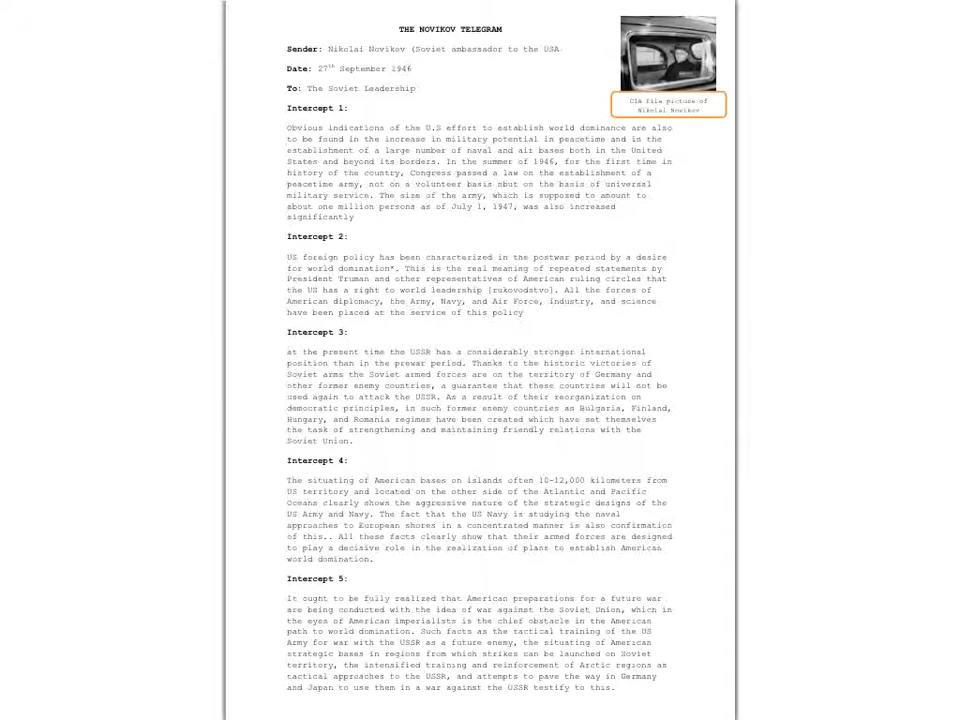 THE NOVIKOV TELEGRAM
Sender: Nikolai Novikov (Soviet ambassador to the USA
Date: 27th September 1946
To: The Soviet Leadership
CIA file picture of
Nikolai Novikov
Intercept 1:
Obvious indications of the U.S effort to establish world dominance are also
to be found in the increase in military potential in peacetime and in the
establishment of a large number of naval and air bases both in the United
States and beyond its borders. In the summer of 1946, for the first time in
history of the country, Congress passed a law on the establishment of a
peacetime army, not on a volunteer basis nbut on the basis of universal
military service. The size of the army, which is supposed to amount to
about one million persons as of July 1, 1947, was also increased
significantly
Intercept 2:
US foreign policy has been characterized in the postwar period by a desire
for world domination*. This is the real meaning of repeated statements by
President Truman and other representatives of American ruling circles that
the US has a right to world leadership [rukovodstvo]. All the forces of
American diplomacy, the Army, Navy, and Air Force, industry, and science
have been placed at the service of this policy
Intercept 3:
at the present time the USSR has a considerably stronger international
position than in the prewar period. Thanks to the historic victories of
Soviet arms the Soviet armed forces are on the territory of Germany and
other former enemy countries, a guarantee that these countries will not be
used again to attack the USSR. As a result of their reorganization on
democratic principles, in such former enemy countries as Bulgaria, Finland,
Hungary, and Romania regimes have been created which have set themselves
the task of strengthening and maintaining friendly relations with the
Soviet Union.
Intercept 4:
The situating of American bases on islands often 10-12,000 kilometers from
US territory and located on the other side of the Atlantic and Pacific
Oceans clearly shows the aggressive nature of the strategic designs of the
US Army and Navy. The fact that the US Navy is studying the naval
approaches to European shores in a concentrated manner is also confirmation
of this.. All these facts clearly show that their armed forces are designed
to play a decisive role in the realization of plans to establish American
world domination.
Intercept 5:
It ought to be fully realized that American preparations for a future war
are being conducted with the idea of war against the Soviet Union, which in
the eyes of American imperialists is the chief obstacle in the American
path to world domination. Such facts as the tactical training of the US
Army for war with the USSR as a future enemy, the situating of American
strategic bases in regions from which strikes can be launched on Soviet
territory, the intensified training and reinforcement of Arctic regions as
tactical approaches to the USSR, and attempts to pave the way in Germany
and Japan to use them in a war against the USSR testify to this.